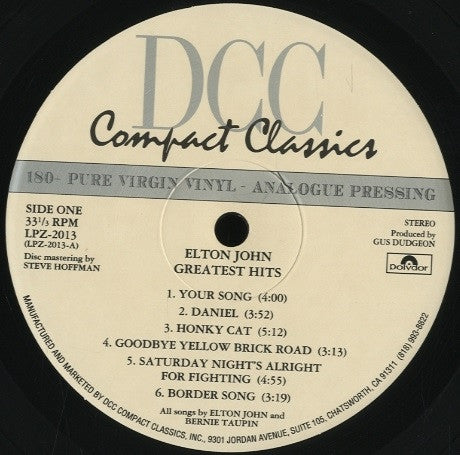 DCC
Compact Classics
180+ PURE VIRGIN VINYL - ANALOGUE PRESSING
SIDE ONE
33 1/3 RPM
LPZ-2013
(LPZ-2013-A)
Disc mastering by
STEVE HOFFMAN
STEREO
Produced by
GUS DUDGEON
Polydor
ELTON JOHN
GREATEST HITS
1. YOUR SONG (4:00)
2. DANIEL (3:52)
3. HONKY CAT (5:12)
4. GOODBYE YELLOW BRICK ROAD (3:13)
5. SATURDAY NIGHT'S ALRIGHT
FOR FIGHTING (4:55)
6. BORDER SONG (3:19)
All songs by ELTON JOHN and
BERNIE TAUPIN
MANUFACTURED AND MARKETED BY DCC COMPACT CLASSICS, INC., 9301 JORDAN AVENUE, SUITE 105, CHATSWORTH, CA 91311 (818) 993-8822